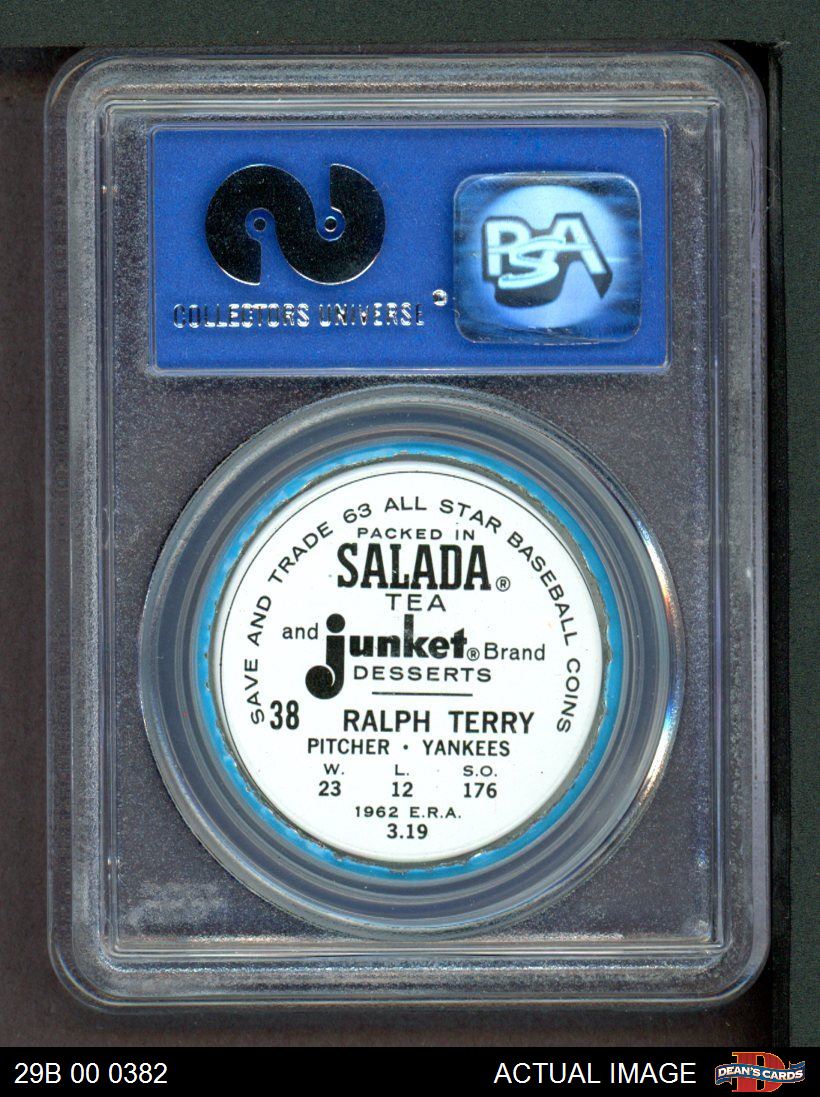 COLLECTORS UNIVERSE
PSA
SAVE AND TRADE 63 ALL STAR BASEBALL COINS
PACKED IN
SALADA®
TEA
and junket® Brand
DESSERTS
38 RALPH TERRY
PITCHER · YANKEES
W. L. S.O.
23 12 176
1962 E.R.A.
3.19
29B 00 0382 ACTUAL IMAGE DEAN'S CARDS